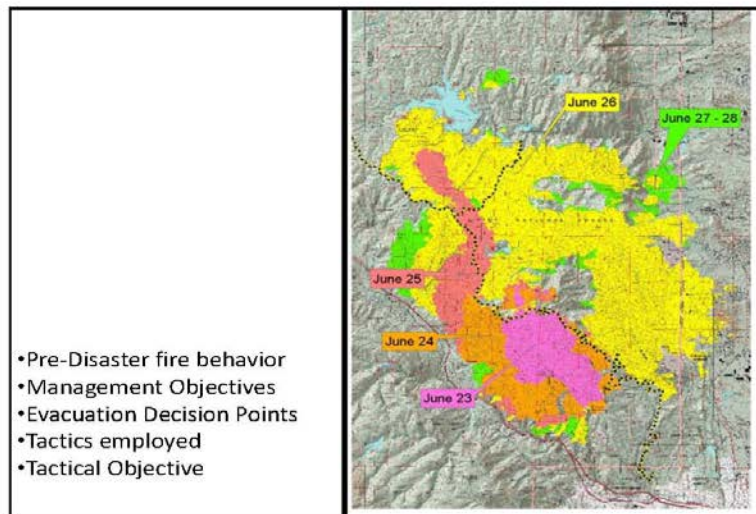 •Pre-Disaster fire behavior
•Management Objectives
•Evacuation Decision Points
•Tactics employed
•Tactical Objective
June 26
June 27 - 28
June 25
June 24
June 23